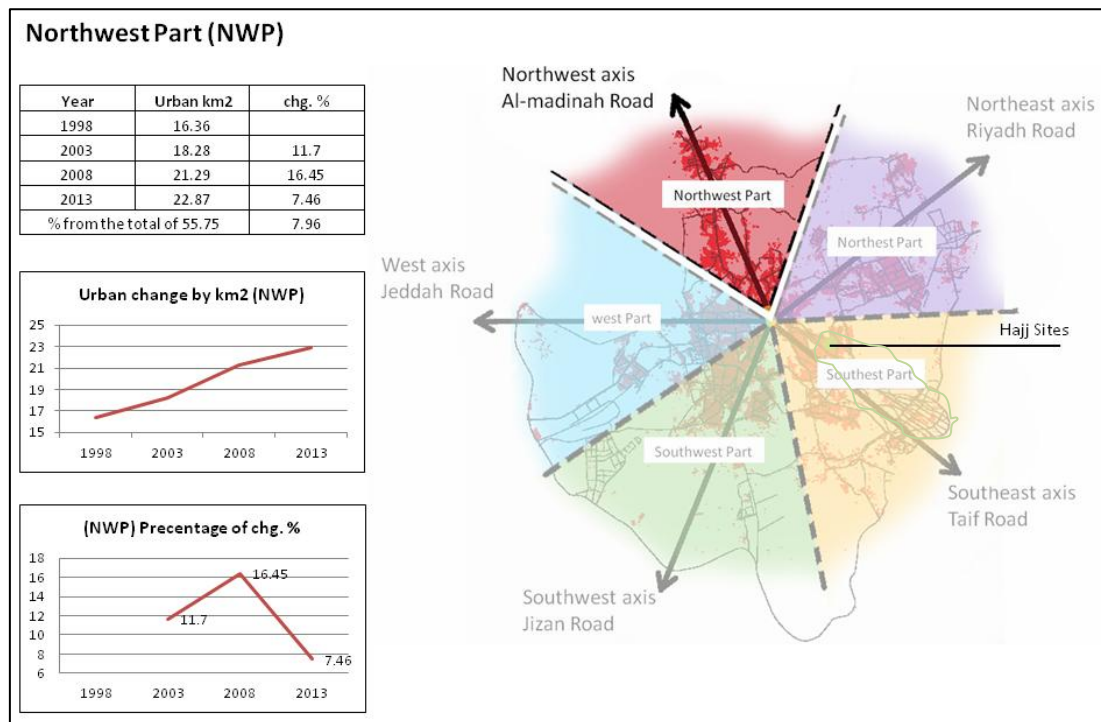 Northwest Part (NWP)
Year Urban km2 chg. %
1998 16.36
2003 18.28 11.7
2008 21.29 16.45
2013 22.87 7.46
% from the total of 55.75 7.96
Urban change by km2 (NWP)
25
23
21
19
17
15
1998 2003 2008 2013
(NWP) Precentage of chg. %
18
16
14
12
10
8
6
11.7
16.45
7.46
1998 2003 2008 2013
Northwest axis
Al-madinah Road
Northeast axis
Riyadh Road
Northwest Part
Northest Part
West axis
Jeddah Road
west Part
Hajj Sites
Southest Part
Southwest Part
Southeast axis
Taif Road
Southwest axis
Jizan Road